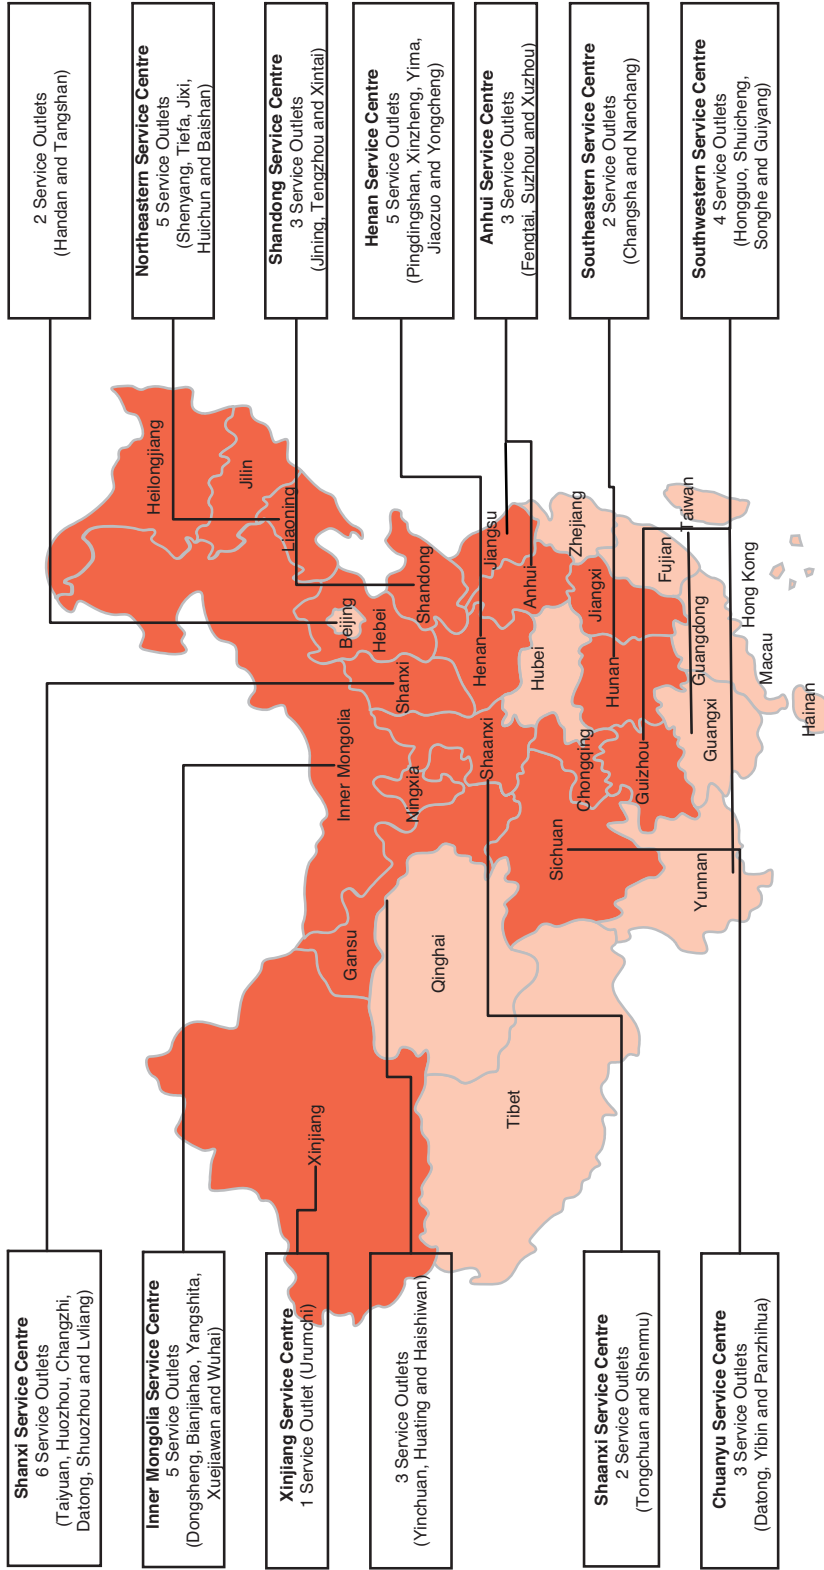 Shanxi Service Centre
6 Service Outlets
(Taiyuan, Huozhou, Changzhi,
Datong, Shuozhou and Lvliang)
Inner Mongolia Service Centre
5 Service Outlets
(Dongsheng, Bianjiahao, Yangshita,
Xuejiawan and Wuhai)
Xinjiang Service Centre
1 Service Outlet (Urumchi)
3 Service Outlets
(Yinchuan, Huating and Haishiwan)
Shaanxi Service Centre
2 Service Outlets
(Tongchuan and Shenmu)
Chuanyu Service Centre
3 Service Outlets
(Datong, Yibin and Panzhihua)
Heilongjiang
Jilin
Liaoning
Inner Mongolia
Beijing
Hebei
Xinjiang
Gansu
Ningxia
Shanxi
Shandong
Qinghai
Shaanxi
Henan
Jiangsu
Tibet
Hubei
Anhui
Sichuan
Chongqing
Zhejiang
Hunan
Jiangxi
Guizhou
Fujian
Taiwan
Yunnan
Guangxi
Guangdong
Hong Kong
Macau
Hainan
2 Service Outlets
(Handan and Tangshan)
Northeastern Service Centre
5 Service Outlets
(Shenyang, Tiefa, Jixi,
Huichun and Baishan)
Shandong Service Centre
3 Service Outlets
(Jining, Tengzhou and Xintai)
Henan Service Centre
5 Service Outlets
(Pingdingshan, Xinzheng, Yima,
Jiaozuo and Yongcheng)
Anhui Service Centre
3 Service Outlets
(Fengtai, Suzhou and Xuzhou)
Southeastern Service Centre
2 Service Outlets
(Changsha and Nanchang)
Southwestern Service Centre
4 Service Outlets
(Hongguo, Shuicheng,
Songhe and Guiyang)